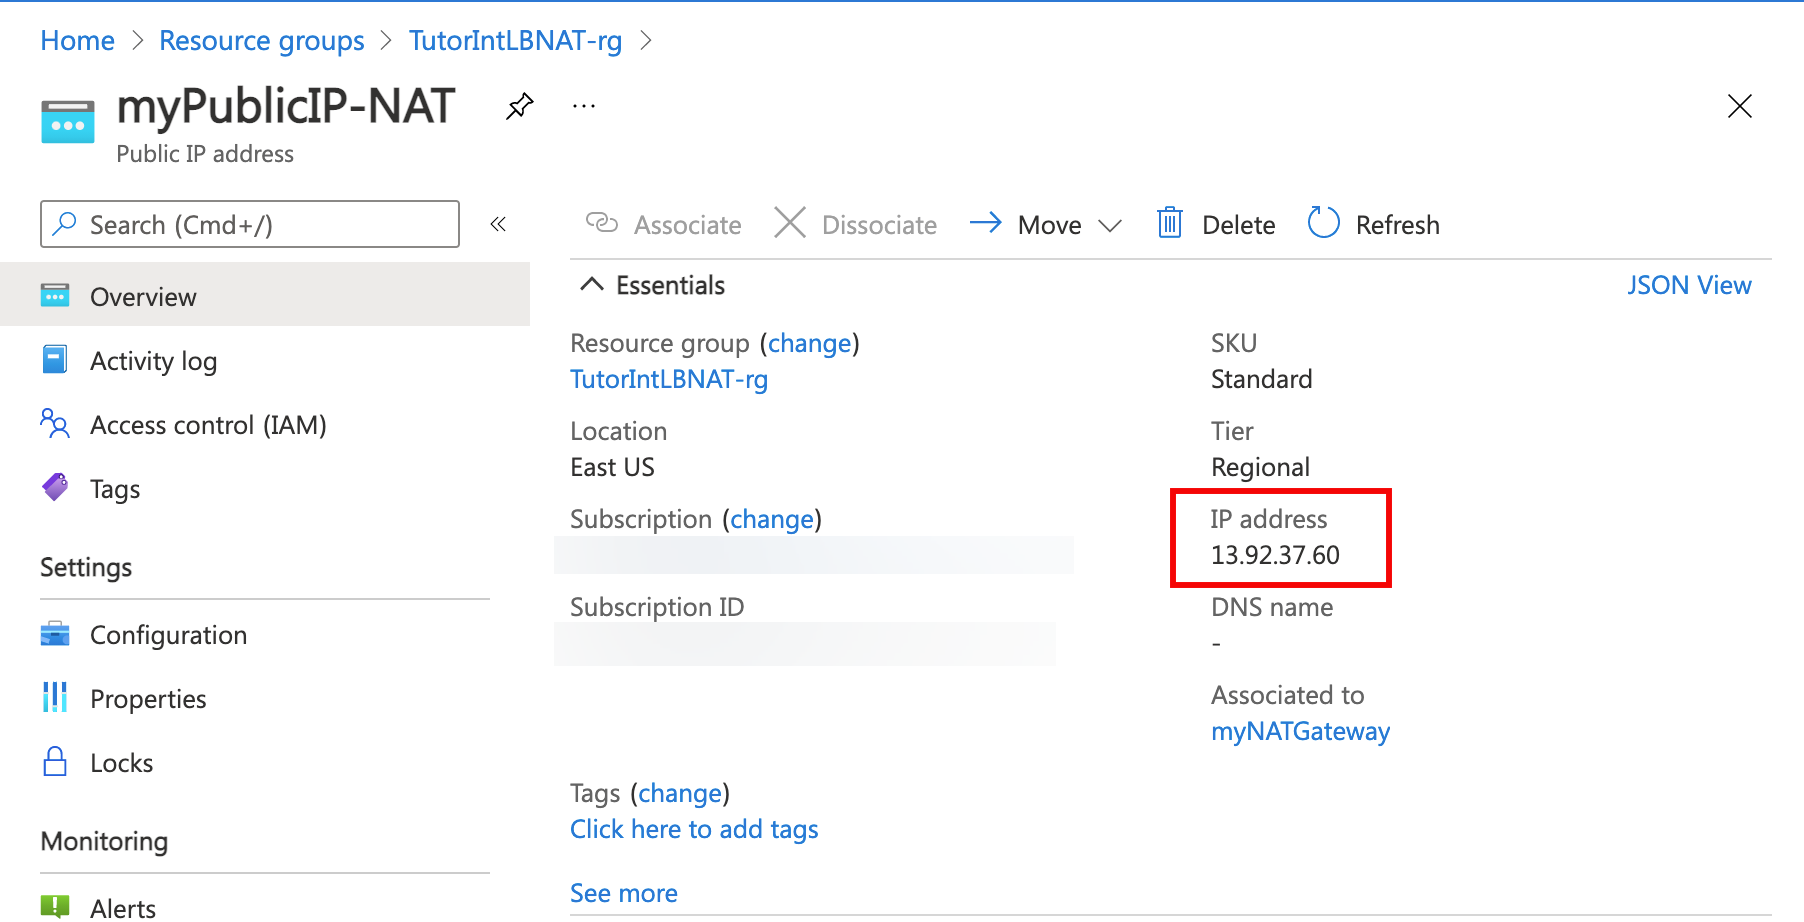 Home > Resource groups > TutorIntLBNAT-rg >
myPublicIP-NAT
Public IP address
Search (Cmd+/)
Overview
Activity log
Access control (IAM)
Tags
Settings
Configuration
Properties
Locks
Monitoring
Alerts
Associate Dissociate Move Delete Refresh
Essentials
JSON View
Resource group (change)
TutorIntLBNAT-rg
Location
East US
Subscription (change)
Subscription ID
SKU
Standard
Tier
Regional
IP address
13.92.37.60
DNS name
-
Associated to
myNATGateway
Tags (change)
Click here to add tags
See more